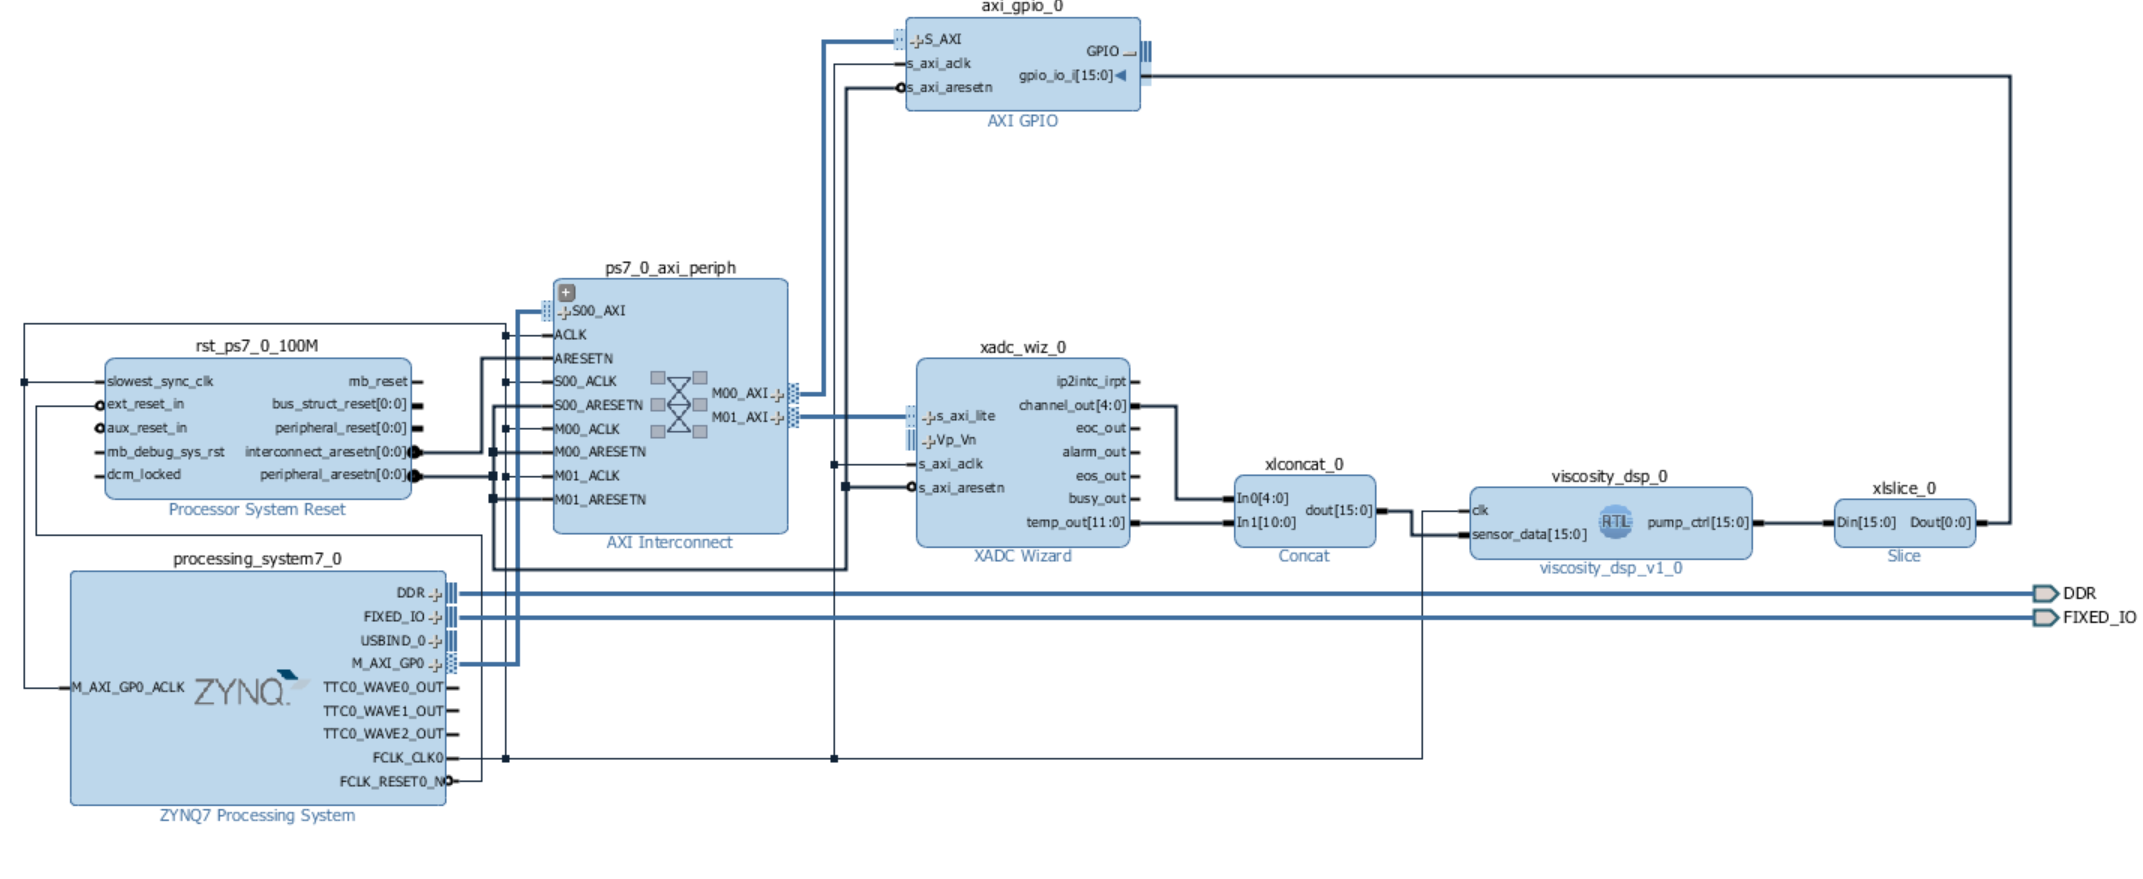 axi_gpio_0
S_AXI
s_axi_aclk
s_axi_aresetn
GPIO
gpio_io_i[15:0]
AXI GPIO
ps7_0_axi_periph
S00_AXI
ACLK
ARESETN
S00_ACLK
S00_ARESETN
M00_ACLK
M00_ARESETN
M01_ACLK
M01_ARESETN
M00_AXI
M01_AXI
AXI Interconnect
rst_ps7_0_100M
slowest_sync_clk
ext_reset_in
aux_reset_in
mb_debug_sys_rst
dcm_locked
mb_reset
bus_struct_reset[0:0]
peripheral_reset[0:0]
interconnect_aresetn[0:0]
peripheral_aresetn[0:0]
Processor System Reset
xadc_wiz_0
s_axi_lite
Vp_Vn
s_axi_aclk
s_axi_aresetn
ip2intc_irpt
channel_out[4:0]
eoc_out
alarm_out
eos_out
busy_out
temp_out[11:0]
XADC Wizard
xlconcat_0
In0[4:0]
In1[10:0]
dout[15:0]
Concat
viscosity_dsp_0
clk
sensor_data[15:0]
RTL
pump_ctrl[15:0]
viscosity_dsp_v1_0
xlslice_0
Din[15:0]
Dout[0:0]
Slice
processing_system7_0
M_AXI_GP0_ACLK
ZYNQ.
DDR
FIXED_IO
USBIND_0
M_AXI_GP0
TTC0_WAVE0_OUT
TTC0_WAVE1_OUT
TTC0_WAVE2_OUT
FCLK_CLK0
FCLK_RESET0_N
ZYNQ7 Processing System
DDR
FIXED_IO